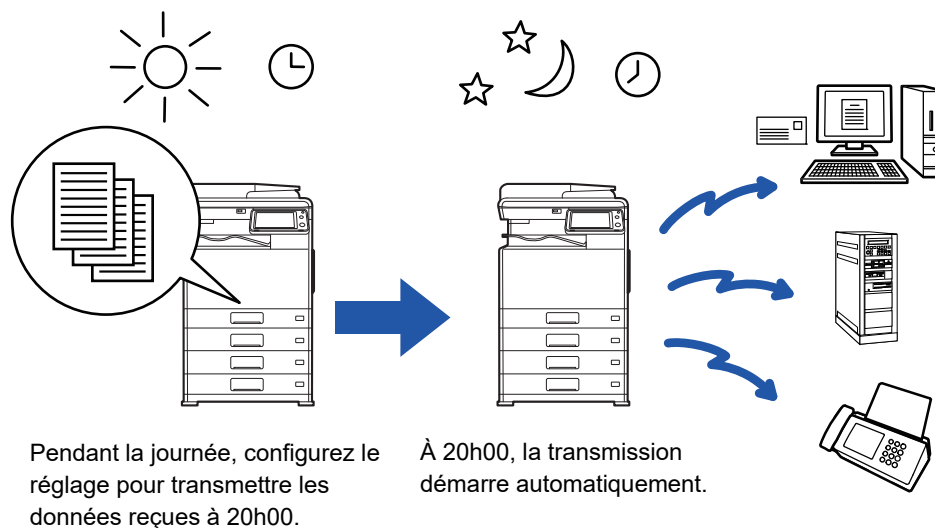 Pendant la journée, configurez le
réglage pour transmettre les
données reçues à 20h00.
À 20h00, la transmission
démarre automatiquement.